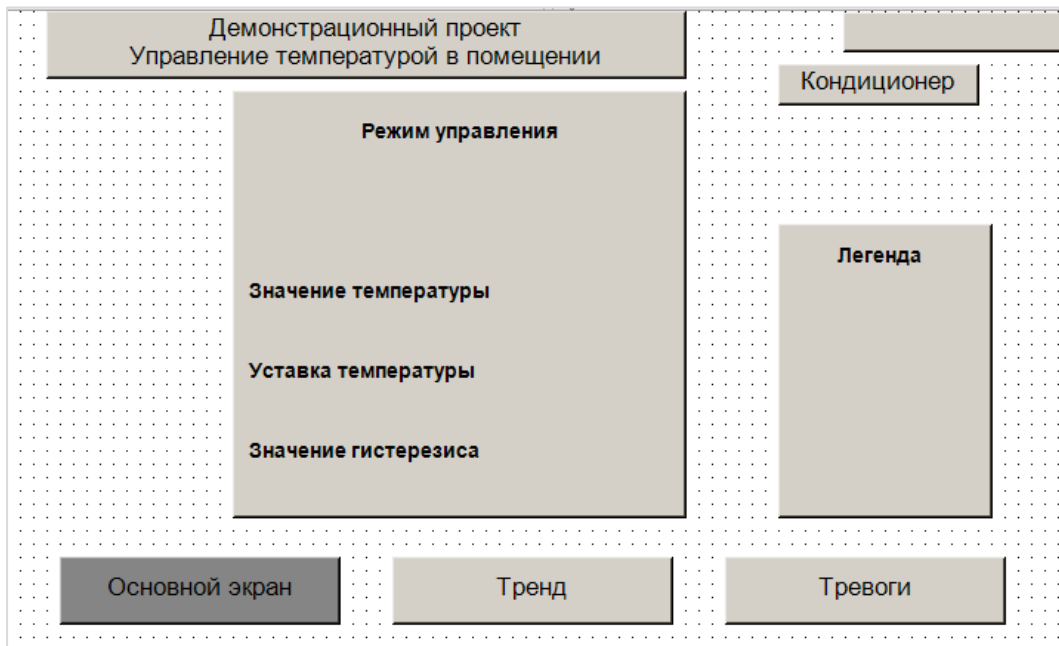 Демонстрационный проект
Управление температурой в помещении
Кондиционер
Режим управления
Легенда
Значение температуры
Уставка температуры
Значение гистерезиса
Основной экран
Тренд
Тревоги